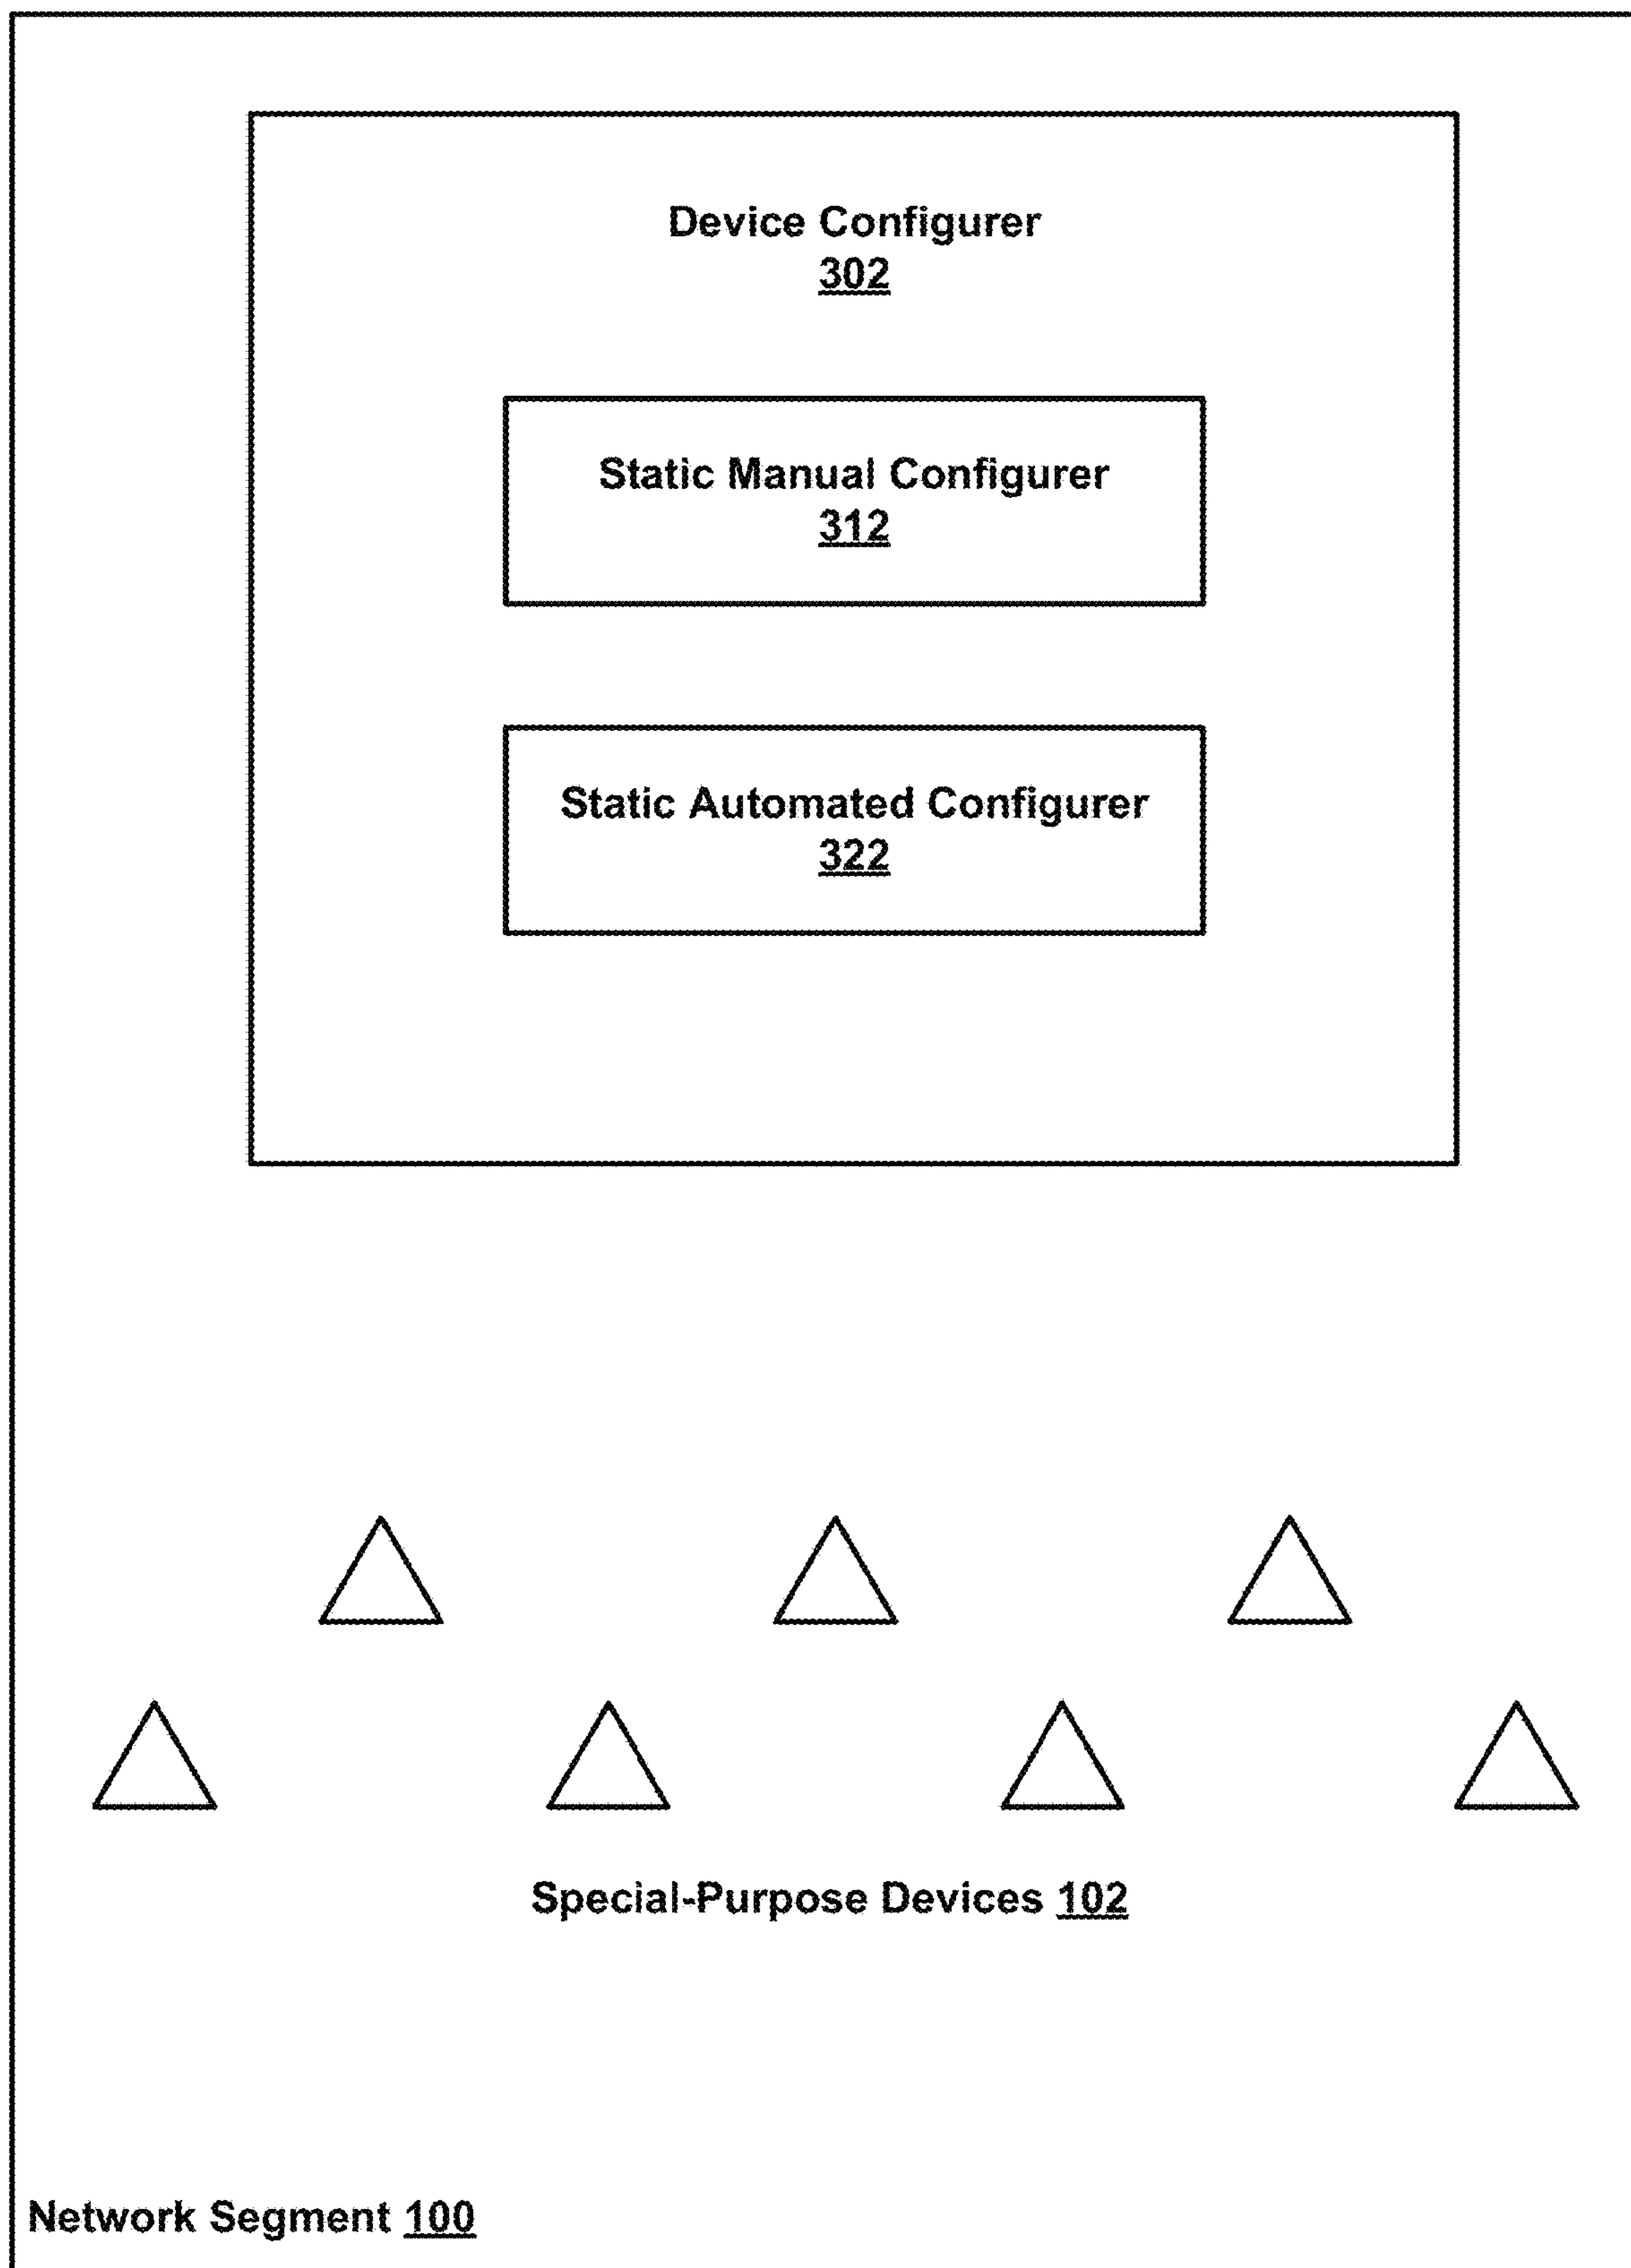 Device Configurer
302
Static Manual Configurer
312
Static Automated Configurer
322
Special-Purpose Devices 102
Network Segment 100